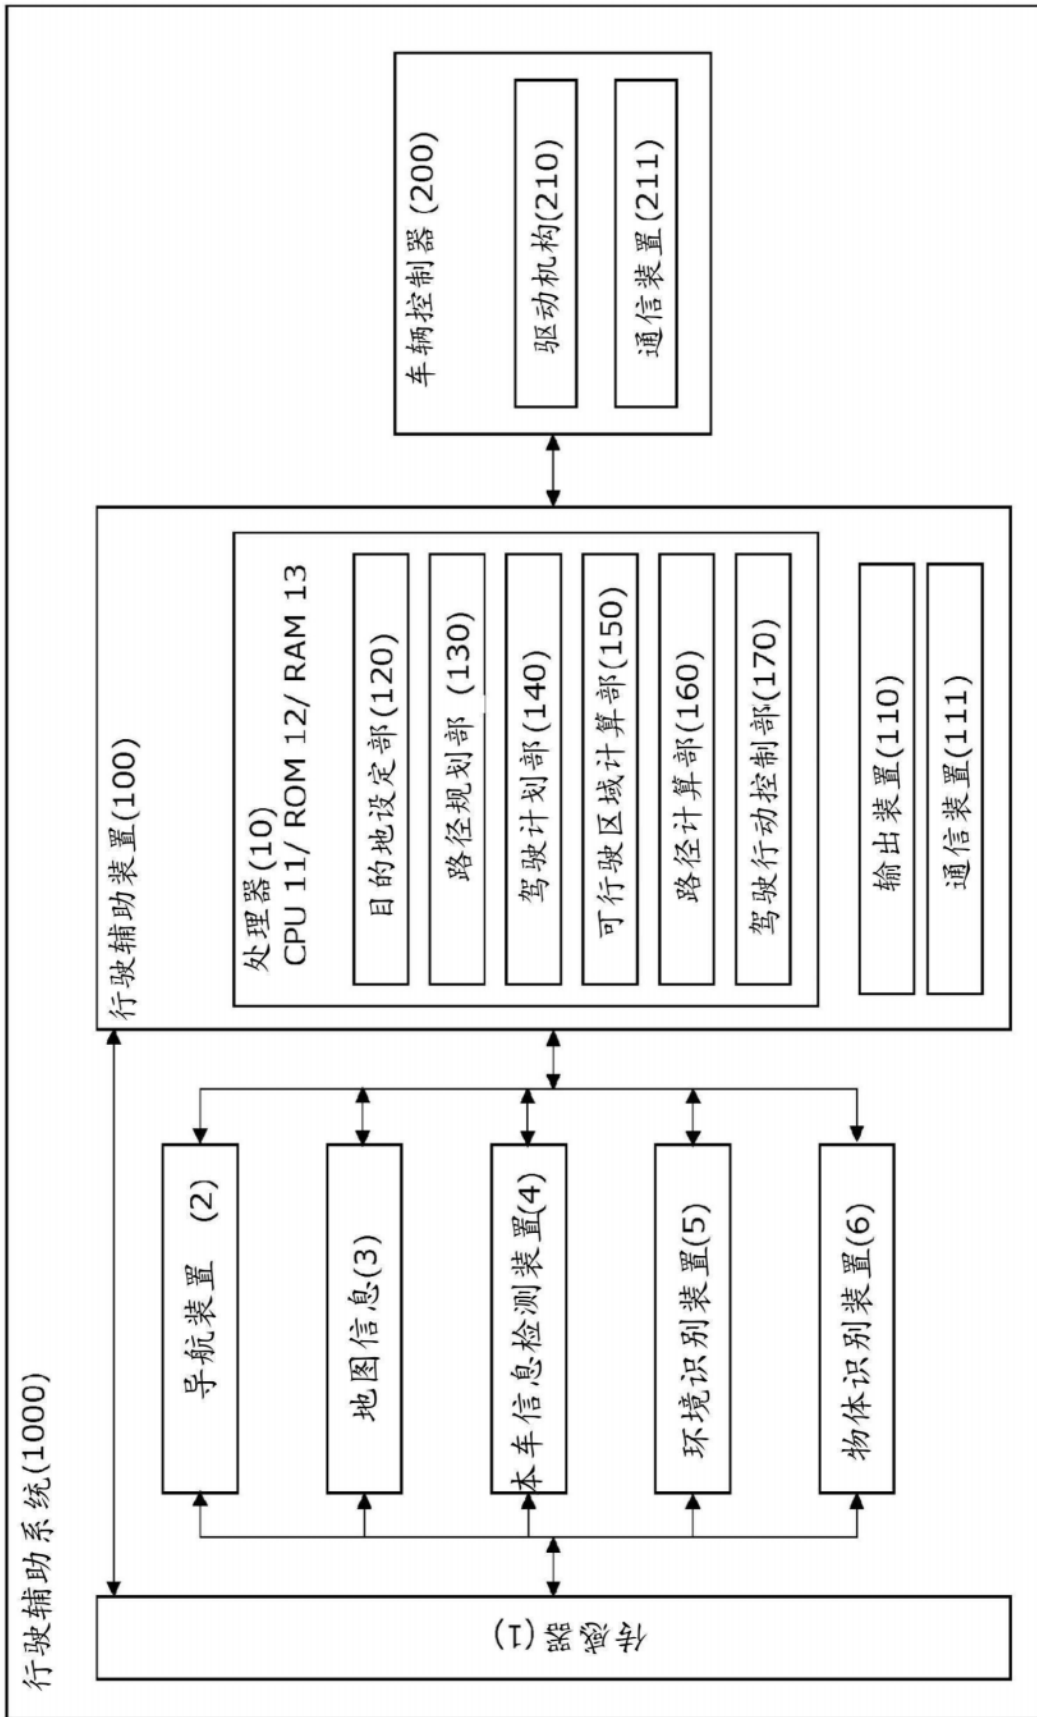 行驶辅助系统(1000)
传感器(1)
导航装置 (2)
地图信息(3)
本车信息检测装置(4)
环境识别装置(5)
物体识别装置(6)
行驶辅助装置(100)
处理器(10)
CPU 11/ ROM 12/ RAM 13
目的地设定部(120)
路径规划部 (130)
驾驶计划部(140)
可行驶区域计算部(150)
路径计算部(160)
驾驶行动控制部(170)
输出装置(110)
通信装置(111)
车辆控制器 (200)
驱动机构(210)
通信装置(211)